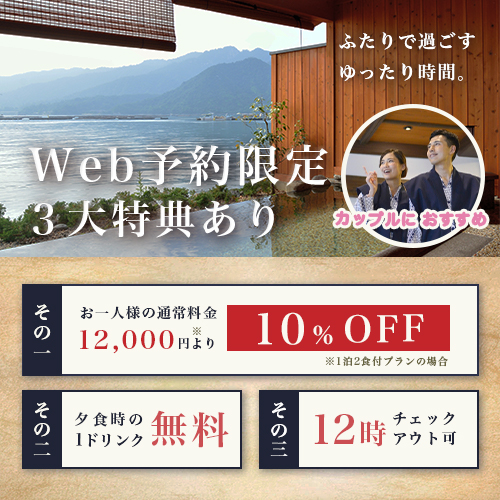 ふたりで過ごす
ゆったり時間。
Web予約限定
3大特典あり
カップルに おすすめ
その一
お一人様の通常料金
12,000円※より
10%OFF
※1泊2食付プランの場合
その二
夕食時の
1ドリンク
無料
その三
12時
チェック
アウト可